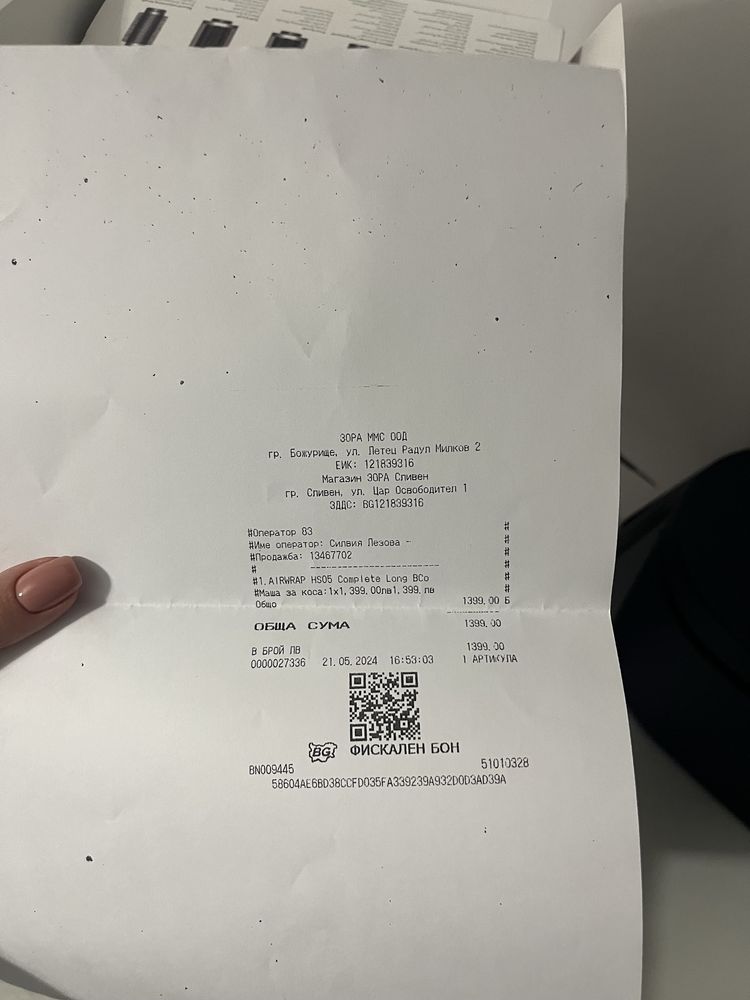 ЗОРА ММС ООД
гр. Божурище, ул. Летец Радул Милков 2
ЕИК: 121839316
Магазин ЗОРА Сливен
гр. Сливен, ул. Цар Освободител 1
ЗДДС: BG121839316
#Оператор 83 #
#Име оператор: Силвия Лезова - #
#Продажба: 13467702 #
# ------------------------ #
#1.AIRWRAP HS05 Complete Long BCo #
#Маша за коса:1x1,399,00лв1,399,лв #
Общо 1399,00 Б
ОБЩА СУМА 1399,00
В БРОЙ ЛВ 1399,00
0000027336 21.05.2024 16:53:03 1 АРТИКУЛА
BG ФИСКАЛЕН БОН
BN009445 51010328
58604AE6BD38CCFD035FA339239A932D0D3AD39A